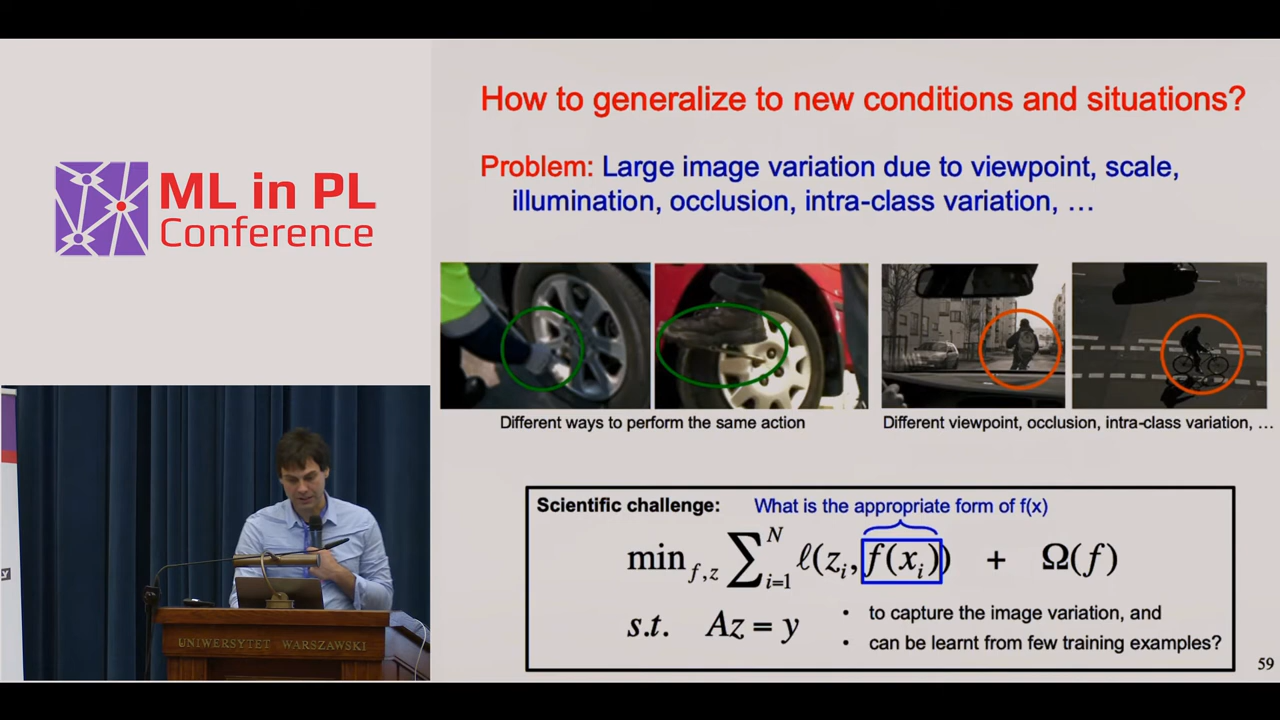 ML in PL
Conference
How to generalize to new conditions and situations?
Problem: Large image variation due to viewpoint, scale,
illumination, occlusion, intra-class variation, …
Different ways to perform the same action
Different viewpoint, occlusion, intra-class variation, …
Scientific challenge: What is the appropriate form of f(x)
min_{f,z} ∑_{i=1}^{N} ℓ(z_i, f(x_i)) + Ω(f)
s.t. Az = y
• to capture the image variation, and
• can be learnt from few training examples?
59
UNIWERSYTET WARSZAWSKI
y